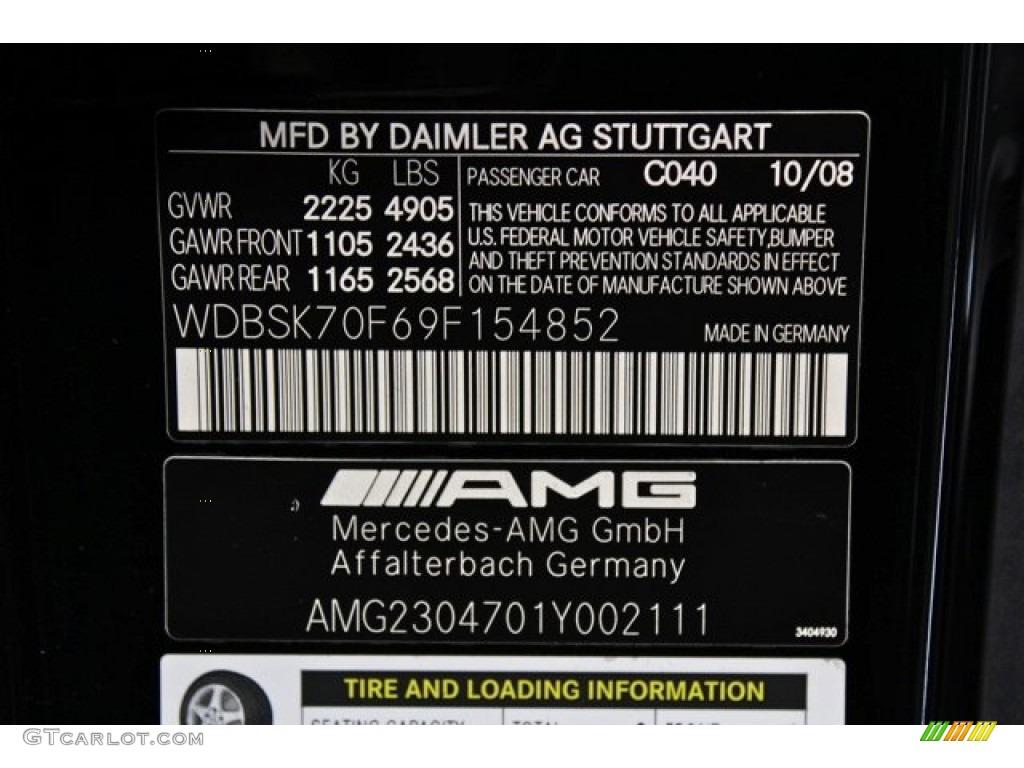 MFD BY DAIMLER AG STUTTGART
KG LBS
GVWR 2225 4905
GAWR FRONT 1105 2436
GAWR REAR 1165 2568
PASSENGER CAR C040 10/08
THIS VEHICLE CONFORMS TO ALL APPLICABLE
U.S. FEDERAL MOTOR VEHICLE SAFETY,BUMPER
AND THEFT PREVENTION STANDARDS IN EFFECT
ON THE DATE OF MANUFACTURE SHOWN ABOVE
WDBSK70F69F154852
MADE IN GERMANY
AMG
Mercedes-AMG GmbH
Affalterbach Germany
AMG2304701Y002111
3404930
TIRE AND LOADING INFORMATION
SEATING CAPACITY TOTAL
GTCarLot.com